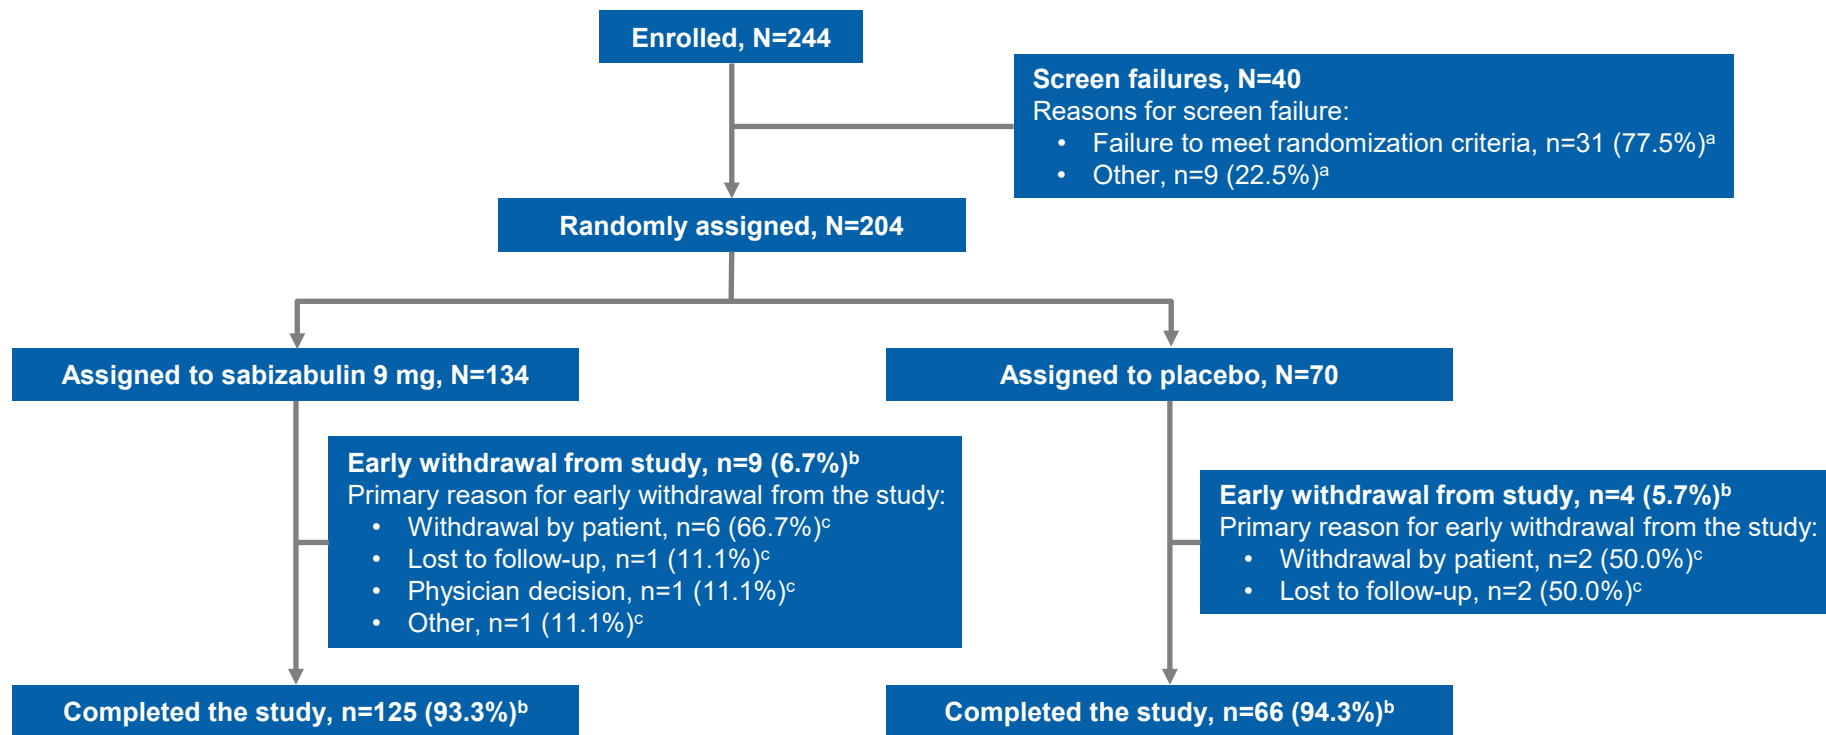 Enrolled, N=244
Screen failures, N=40
Reasons for screen failure:
• Failure to meet randomization criteria, n=31 (77.5%)ᵃ
• Other, n=9 (22.5%)ᵃ
Randomly assigned, N=204
Assigned to sabizabulin 9 mg, N=134
Assigned to placebo, N=70
Early withdrawal from study, n=9 (6.7%)ᵇ
Primary reason for early withdrawal from the study:
• Withdrawal by patient, n=6 (66.7%)ᶜ
• Lost to follow-up, n=1 (11.1%)ᶜ
• Physician decision, n=1 (11.1%)ᶜ
• Other, n=1 (11.1%)ᶜ
Early withdrawal from study, n=4 (5.7%)ᵇ
Primary reason for early withdrawal from the study:
• Withdrawal by patient, n=2 (50.0%)ᶜ
• Lost to follow-up, n=2 (50.0%)ᶜ
Completed the study, n=125 (93.3%)ᵇ
Completed the study, n=66 (94.3%)ᵇ